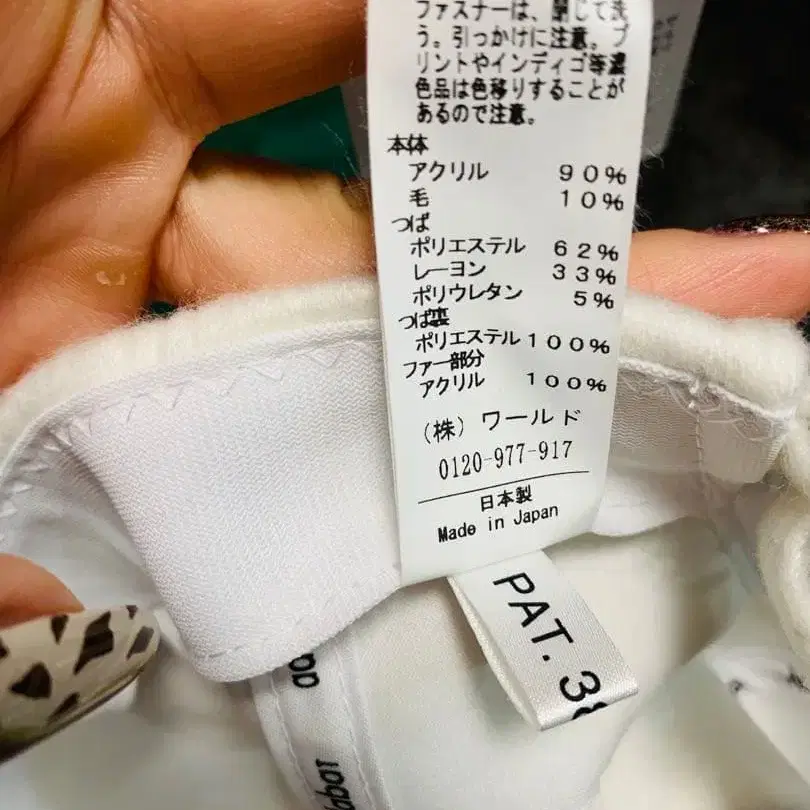 ファスナーは、閉じて洗
う。引っかけに注意。プ
リントやインディゴ等濃
色品は色移りすることが
あるので注意。
本体
アクリル 90%
毛 10%
つば
ポリエステル 62%
レーヨン 33%
ポリウレタン 5%
つば裏
ポリエステル 100%
ファー部分
アクリル 100%
(株) ワールド
0120-977-917
日本製
Made in Japan
PAT. 38